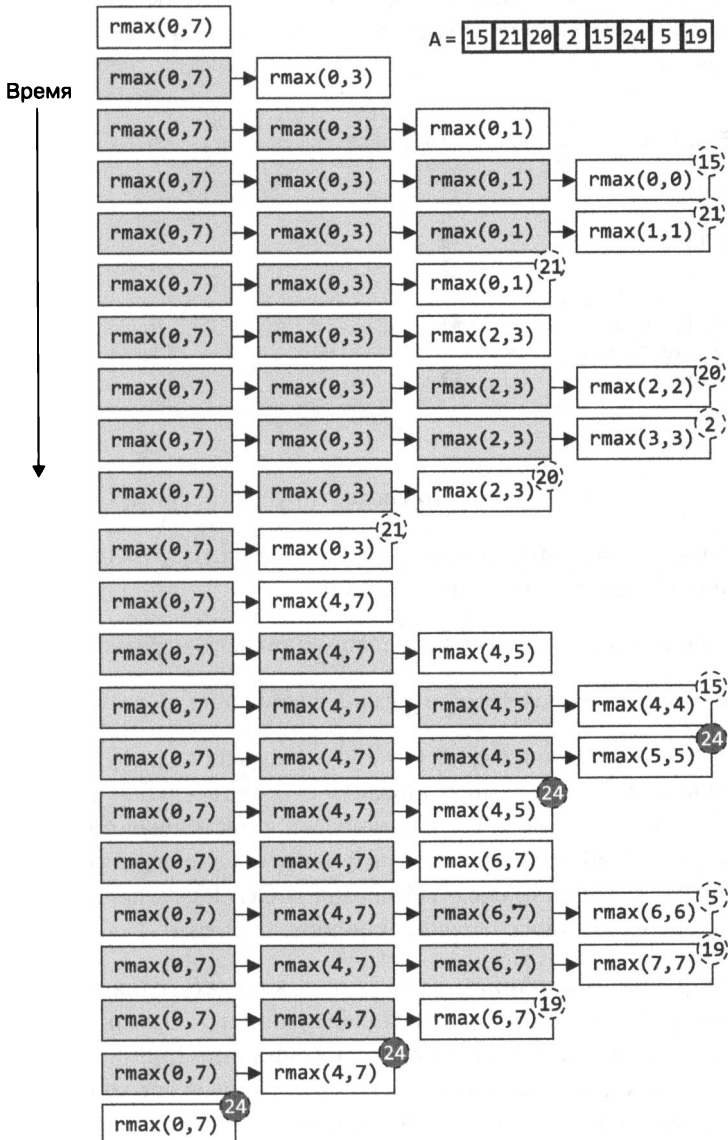 rmax(0,7)
A = 15 21 20 2 15 24 5 19
Время
rmax(0,7) rmax(0,3)
rmax(0,7) rmax(0,3) rmax(0,1)
rmax(0,7) rmax(0,3) rmax(0,1) rmax(0,0) 15
rmax(0,7) rmax(0,3) rmax(0,1) rmax(1,1) 21
rmax(0,7) rmax(0,3) rmax(0,1) 21
rmax(0,7) rmax(0,3) rmax(2,3)
rmax(0,7) rmax(0,3) rmax(2,3) rmax(2,2) 20
rmax(0,7) rmax(0,3) rmax(2,3) rmax(3,3) 2
rmax(0,7) rmax(0,3) rmax(2,3) 20
rmax(0,7) rmax(0,3) 21
rmax(0,7) rmax(4,7)
rmax(0,7) rmax(4,7) rmax(4,5)
rmax(0,7) rmax(4,7) rmax(4,5) rmax(4,4) 15
rmax(0,7) rmax(4,7) rmax(4,5) rmax(5,5) 24
rmax(0,7) rmax(4,7) rmax(4,5) 24
rmax(0,7) rmax(4,7) rmax(6,7)
rmax(0,7) rmax(4,7) rmax(6,7) rmax(6,6) 5
rmax(0,7) rmax(4,7) rmax(6,7) rmax(7,7) 19
rmax(0,7) rmax(4,7) rmax(6,7) 19
rmax(0,7) rmax(4,7) 24
rmax(0,7) 24